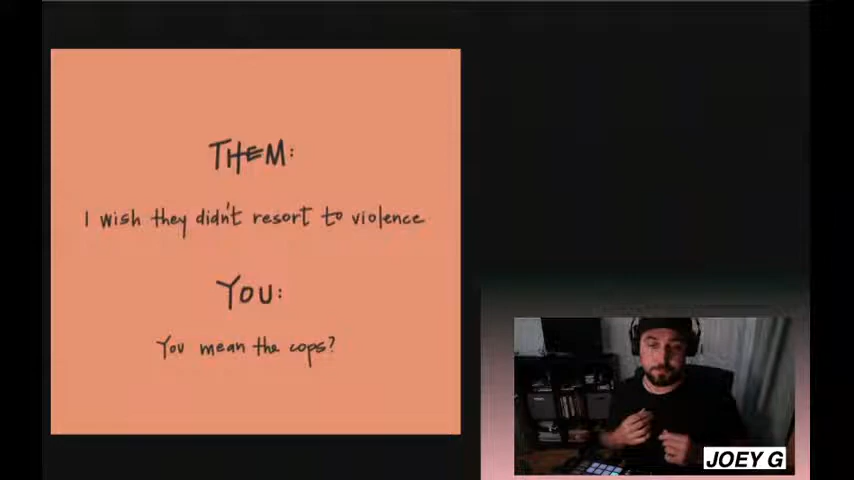 THEM:
I wish they didn't resort to violence
YOU:
You mean the cops?
JOEY G